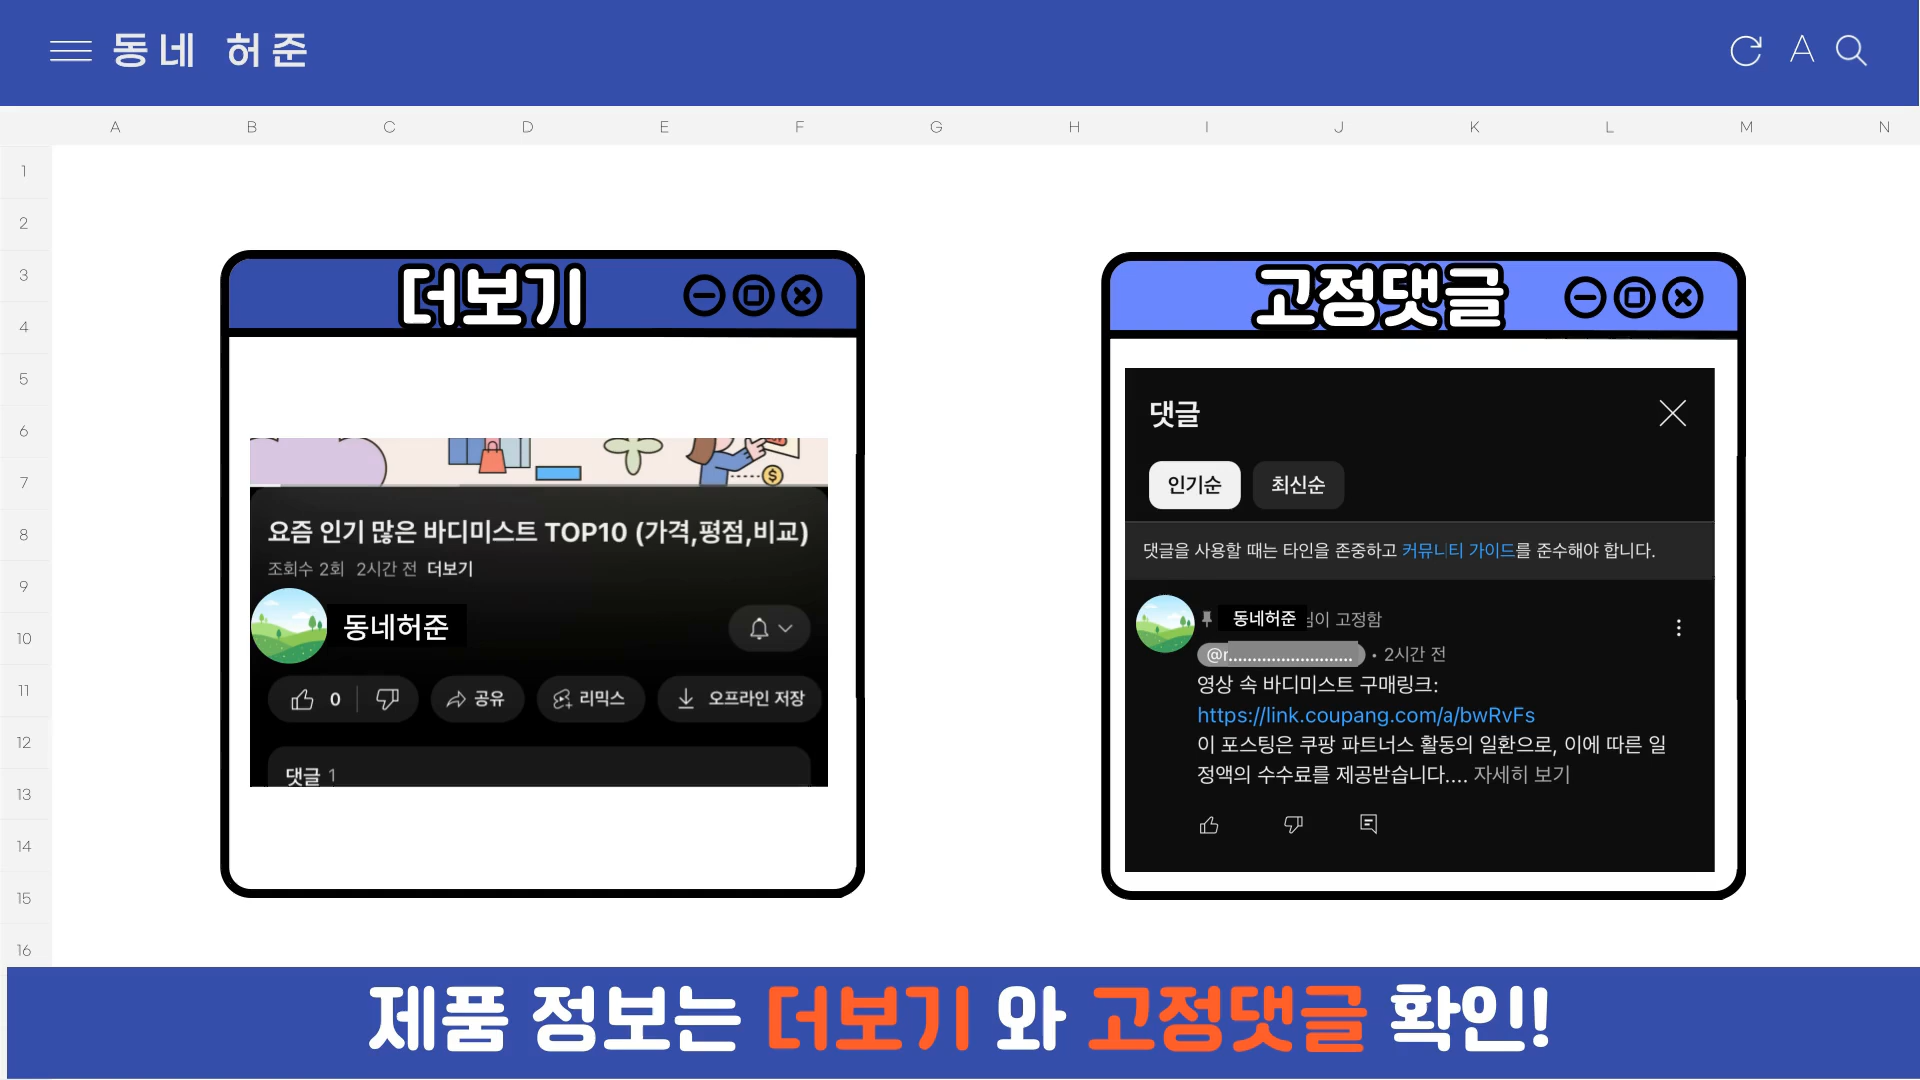 동네 허준
A
A B C D E F G H I J K L M N
1
2
3
4
5
6
7
8
9
10
11
12
13
14
15
16
더보기
요즘 인기 많은 바디미스트 TOP10 (가격,평점,비교)
조회수 2회 2시간 전 더보기
동네허준
0 공유 리믹스 오프라인 저장
댓글 1
고정댓글
댓글
인기순 최신순
댓글을 사용할 때는 타인을 존중하고 커뮤니티 가이드를 준수해야 합니다.
동네허준 님이 고정함
@r.......................... • 2시간 전
영상 속 바디미스트 구매링크:
https://link.coupang.com/a/bwRvFs
이 포스팅은 쿠팡 파트너스 활동의 일환으로, 이에 따른 일
정액의 수수료를 제공받습니다.... 자세히 보기
제품 정보는 더보기 와 고정댓글 확인!